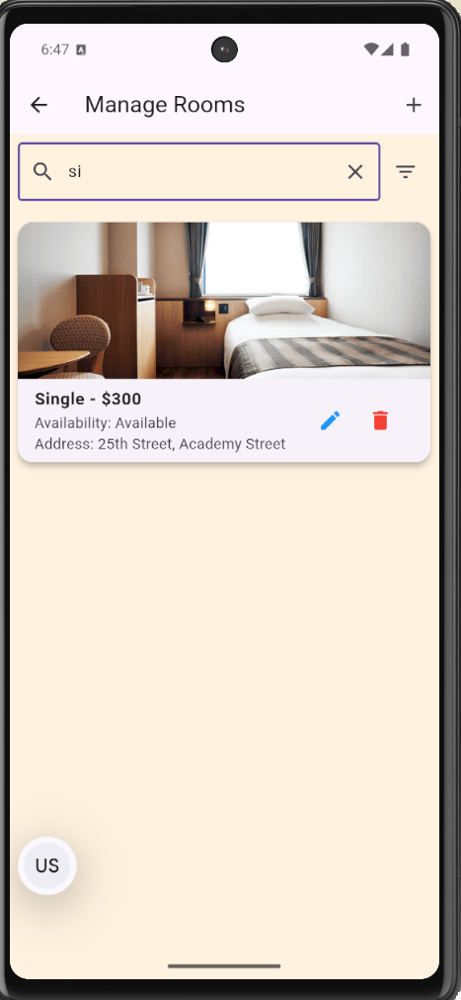 6:47 A
Manage Rooms
si
Single - $300
Availability: Available
Address: 25th Street, Academy Street
US